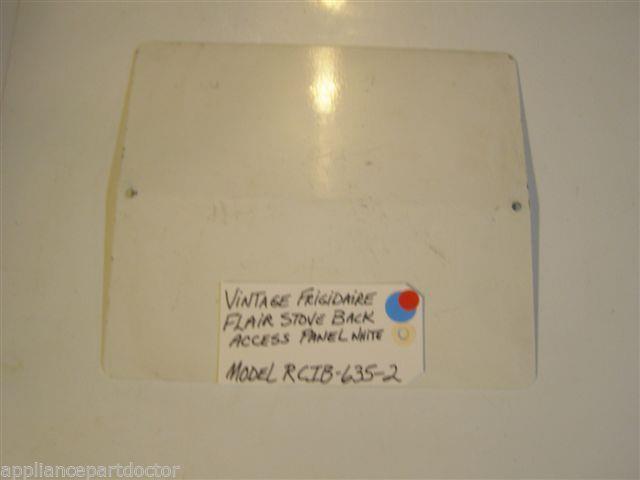 VINTAGE FRIGIDAIRE
FLAIR STOVE BACK
ACCESS PANEL WHITE
MODEL RCIB-635-2
appliancepartdoctor